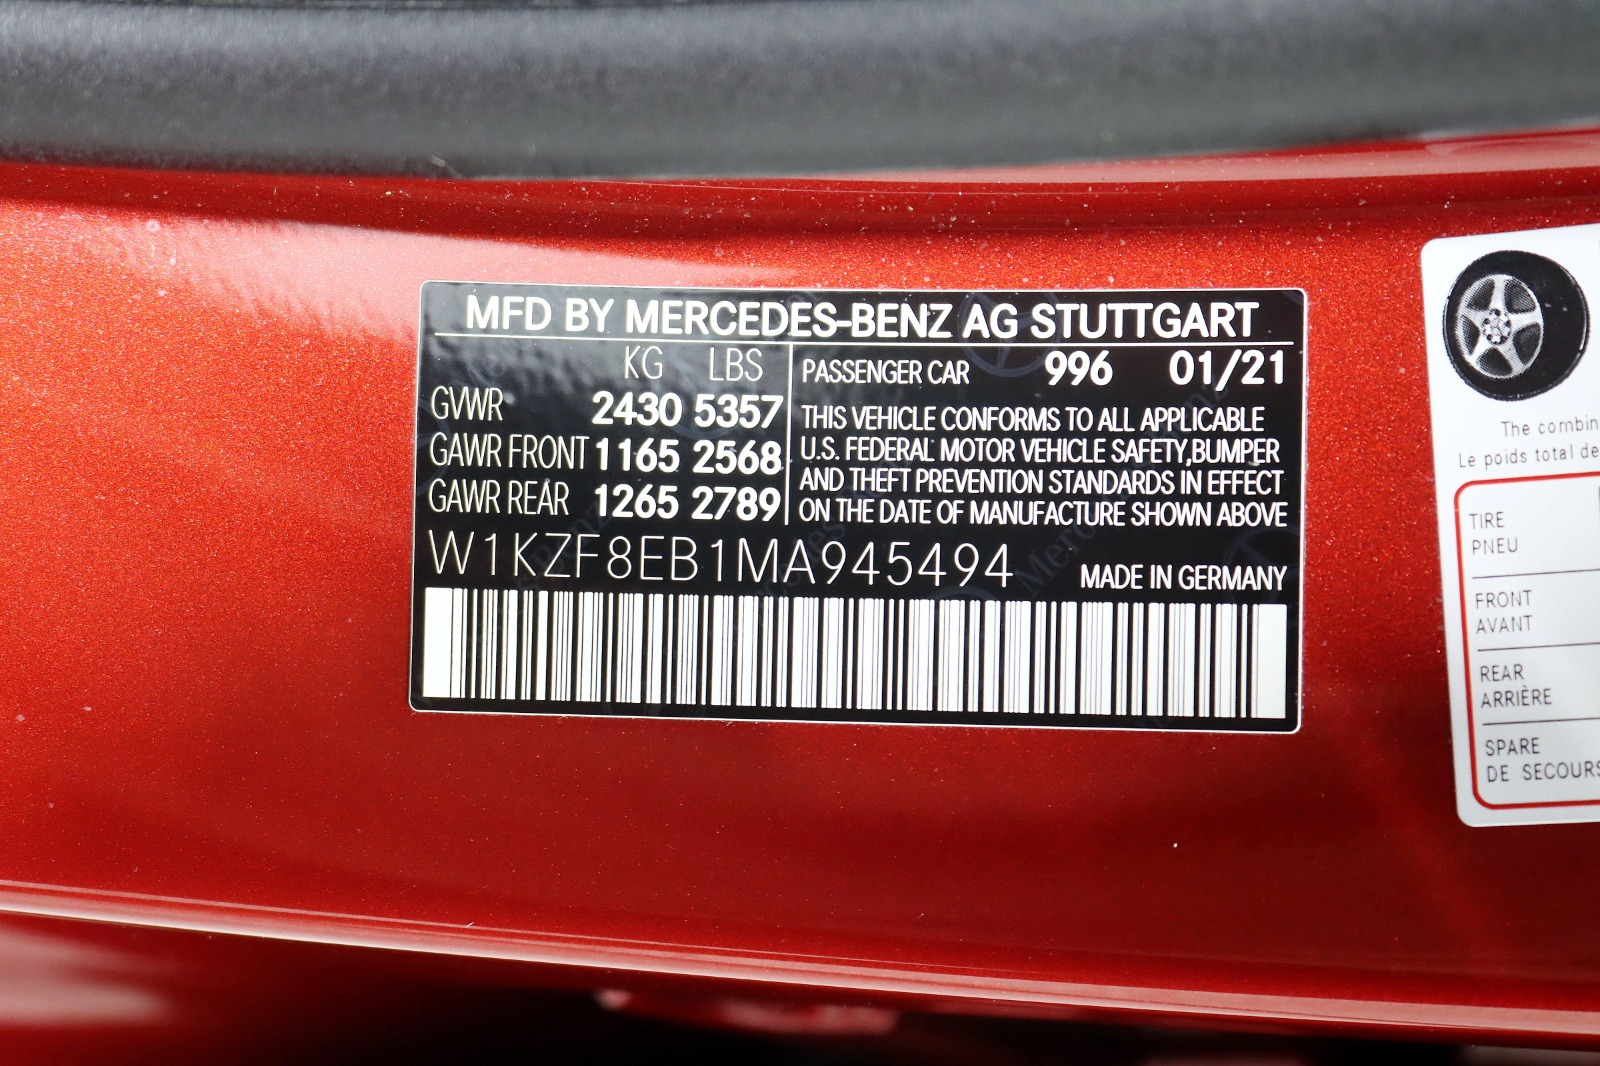 MFD BY MERCEDES-BENZ AG STUTTGART
KG LBS
GVWR 2430 5357
GAWR FRONT 1165 2568
GAWR REAR 1265 2789
PASSENGER CAR 996 01/21
THIS VEHICLE CONFORMS TO ALL APPLICABLE
U.S. FEDERAL MOTOR VEHICLE SAFETY,BUMPER
AND THEFT PREVENTION STANDARDS IN EFFECT
ON THE DATE OF MANUFACTURE SHOWN ABOVE
W1KZF8EB1MA945494
MADE IN GERMANY
The combin
Le poids total de
TIRE
PNEU
FRONT
AVANT
REAR
ARRIÈRE
SPARE
DE SECOURS